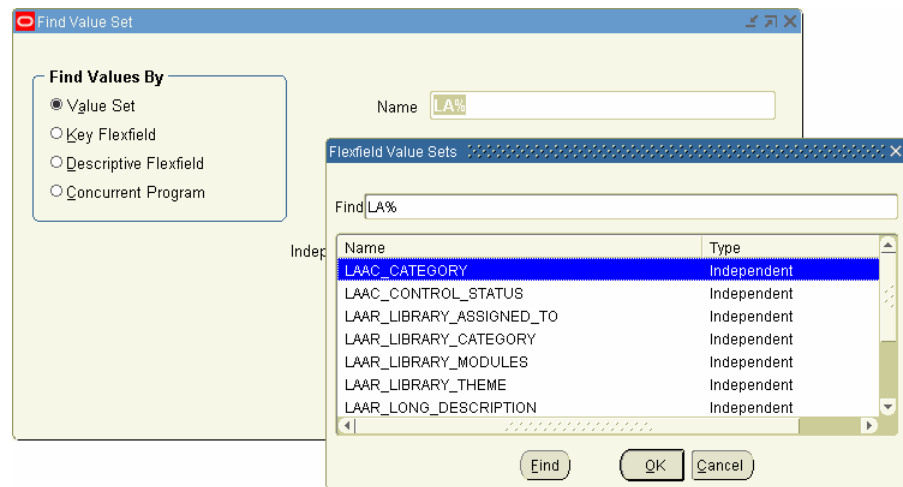 Find Value Set
Find Values By
Value Set
Key Flexfield
Descriptive Flexfield
Concurrent Program
Name LA%
Indep
Flexfield Value Sets
Find LA%
Name Type
LAAC_CATEGORY Independent
LAAC_CONTROL_STATUS Independent
LAAR_LIBRARY_ASSIGNED_TO Independent
LAAR_LIBRARY_CATEGORY Independent
LAAR_LIBRARY_MODULES Independent
LAAR_LIBRARY_THEME Independent
LAAR_LONG_DESCRIPTION Independent
Find OK Cancel